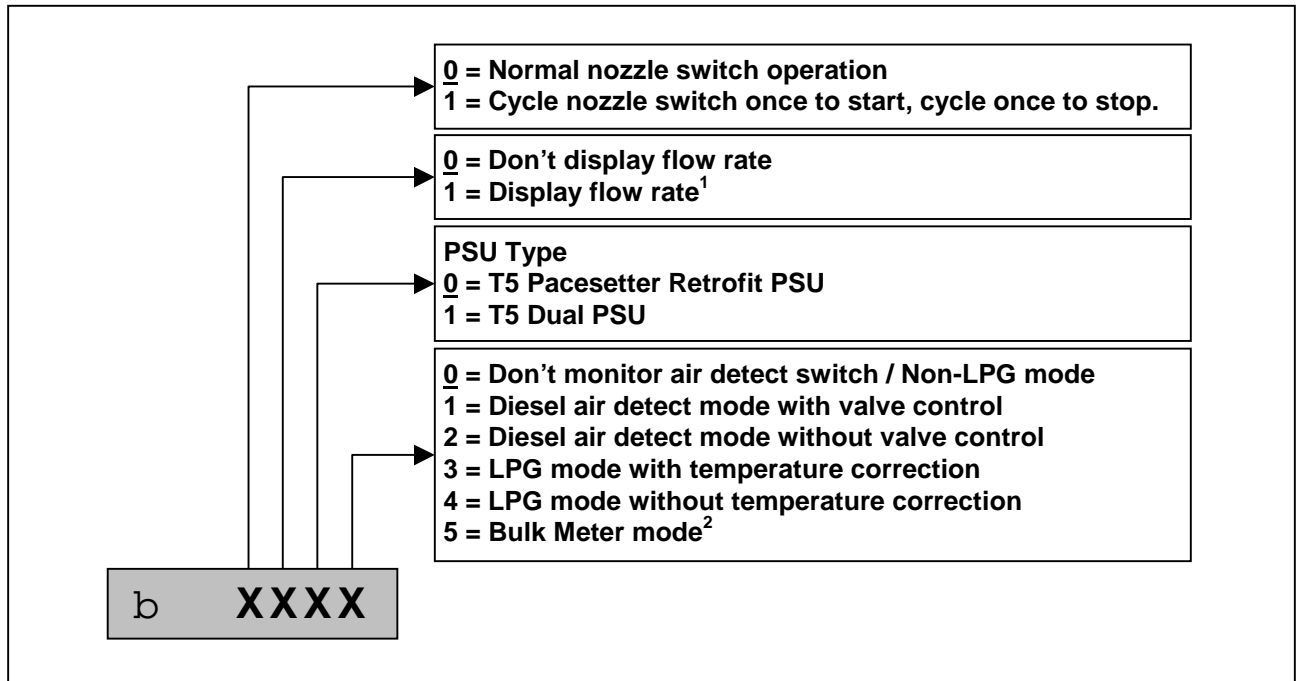 0 = Normal nozzle switch operation
1 = Cycle nozzle switch once to start, cycle once to stop.
0 = Don't display flow rate
1 = Display flow rate1
PSU Type
0 = T5 Pacesetter Retrofit PSU
1 = T5 Dual PSU
0 = Don't monitor air detect switch / Non-LPG mode
1 = Diesel air detect mode with valve control
2 = Diesel air detect mode without valve control
3 = LPG mode with temperature correction
4 = LPG mode without temperature correction
5 = Bulk Meter mode2
b XXXX